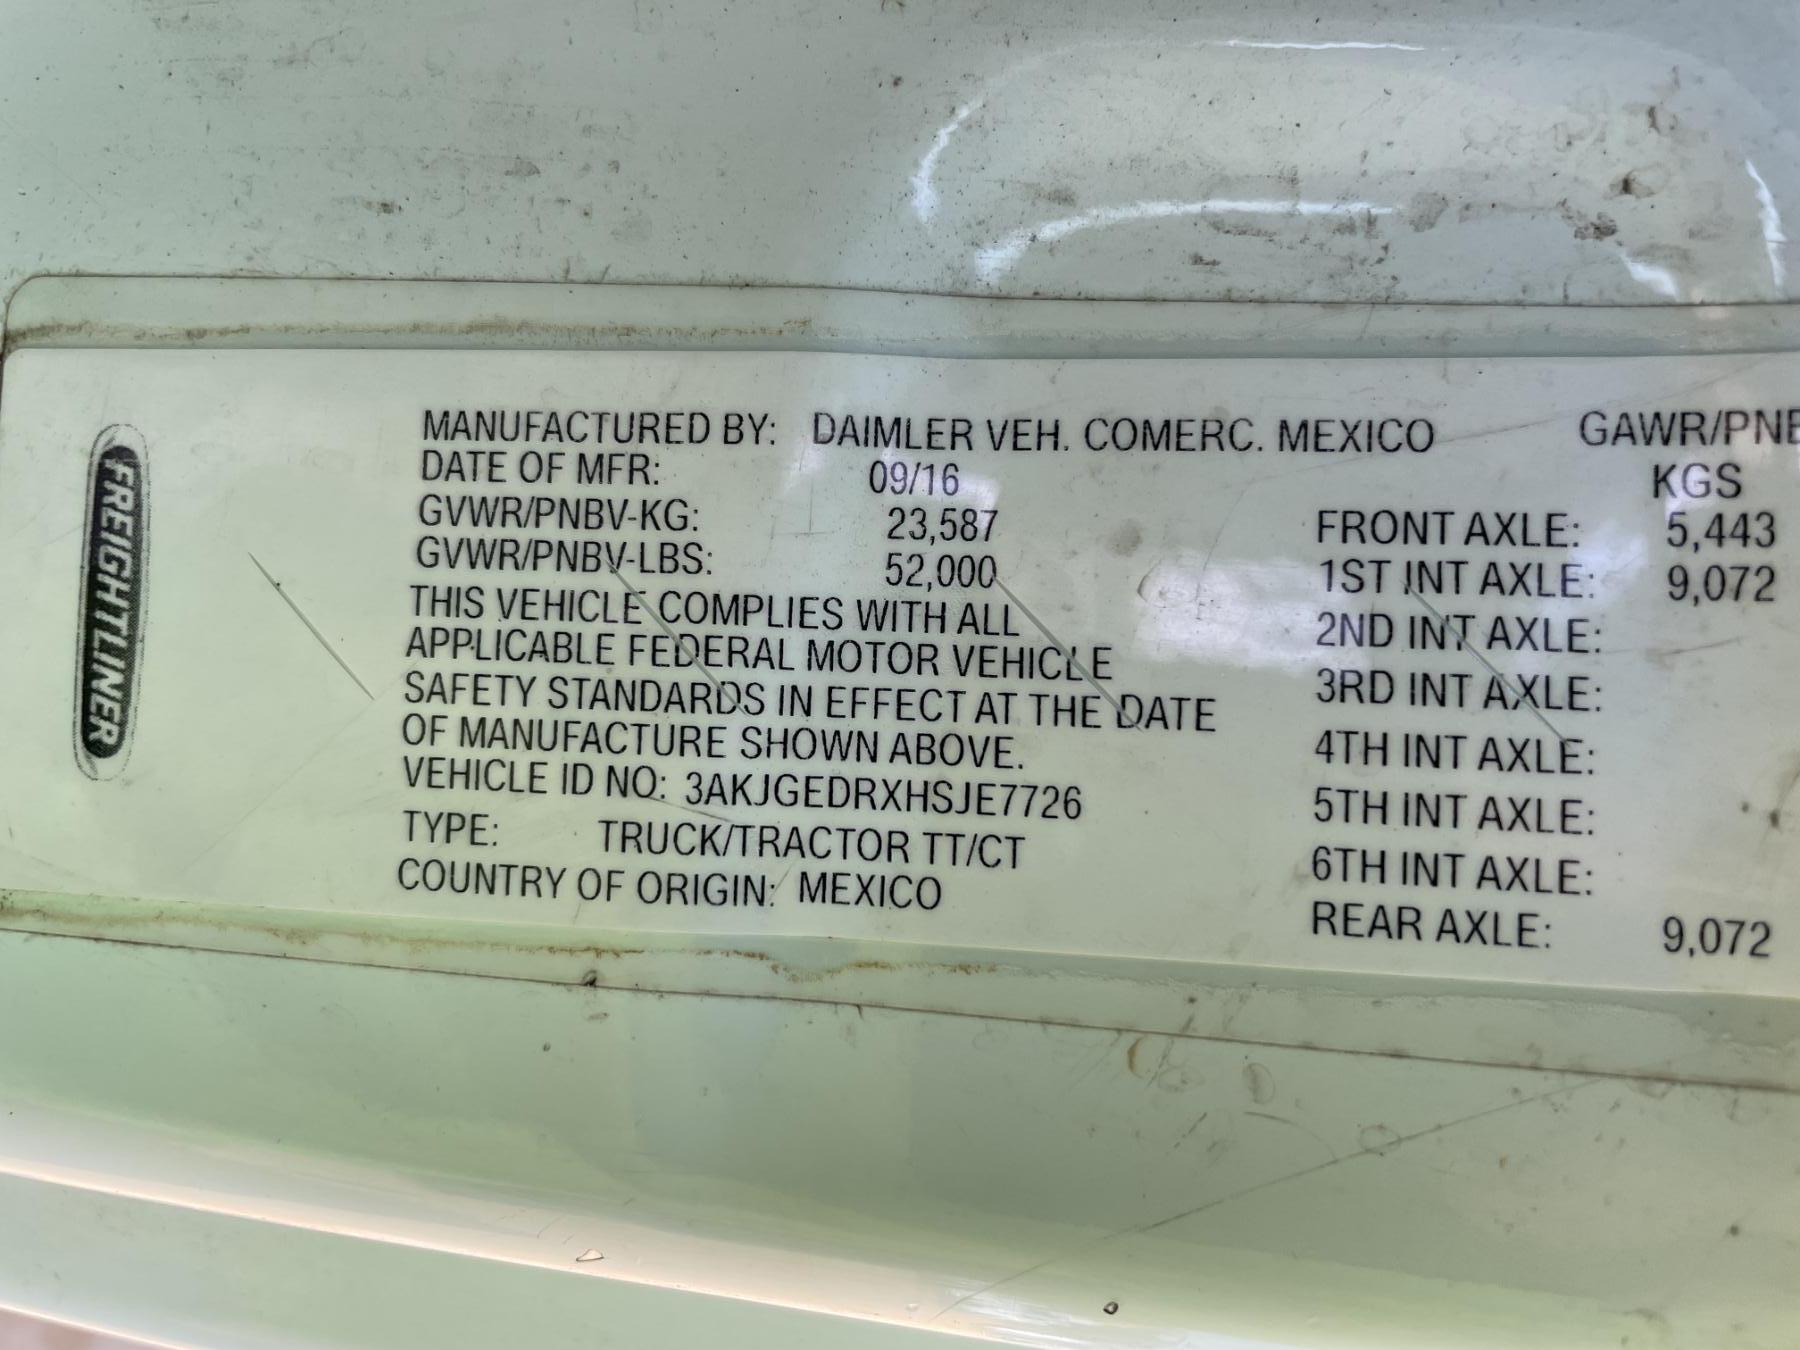 FREIGHTLINER
MANUFACTURED BY: DAIMLER VEH. COMERC. MEXICO
DATE OF MFR: 09/16
GVWR/PNBV-KG: 23,587
GVWR/PNBV-LBS: 52,000
THIS VEHICLE COMPLIES WITH ALL
APPLICABLE FEDERAL MOTOR VEHICLE
SAFETY STANDARDS IN EFFECT AT THE DATE
OF MANUFACTURE SHOWN ABOVE.
VEHICLE ID NO: 3AKJGEDRXHSJE7726
TYPE: TRUCK/TRACTOR TT/CT
COUNTRY OF ORIGIN: MEXICO
GAWR/PNB
KGS
FRONT AXLE: 5,443
1ST INT AXLE: 9,072
2ND INT AXLE:
3RD INT AXLE:
4TH INT AXLE:
5TH INT AXLE:
6TH INT AXLE:
REAR AXLE: 9,072